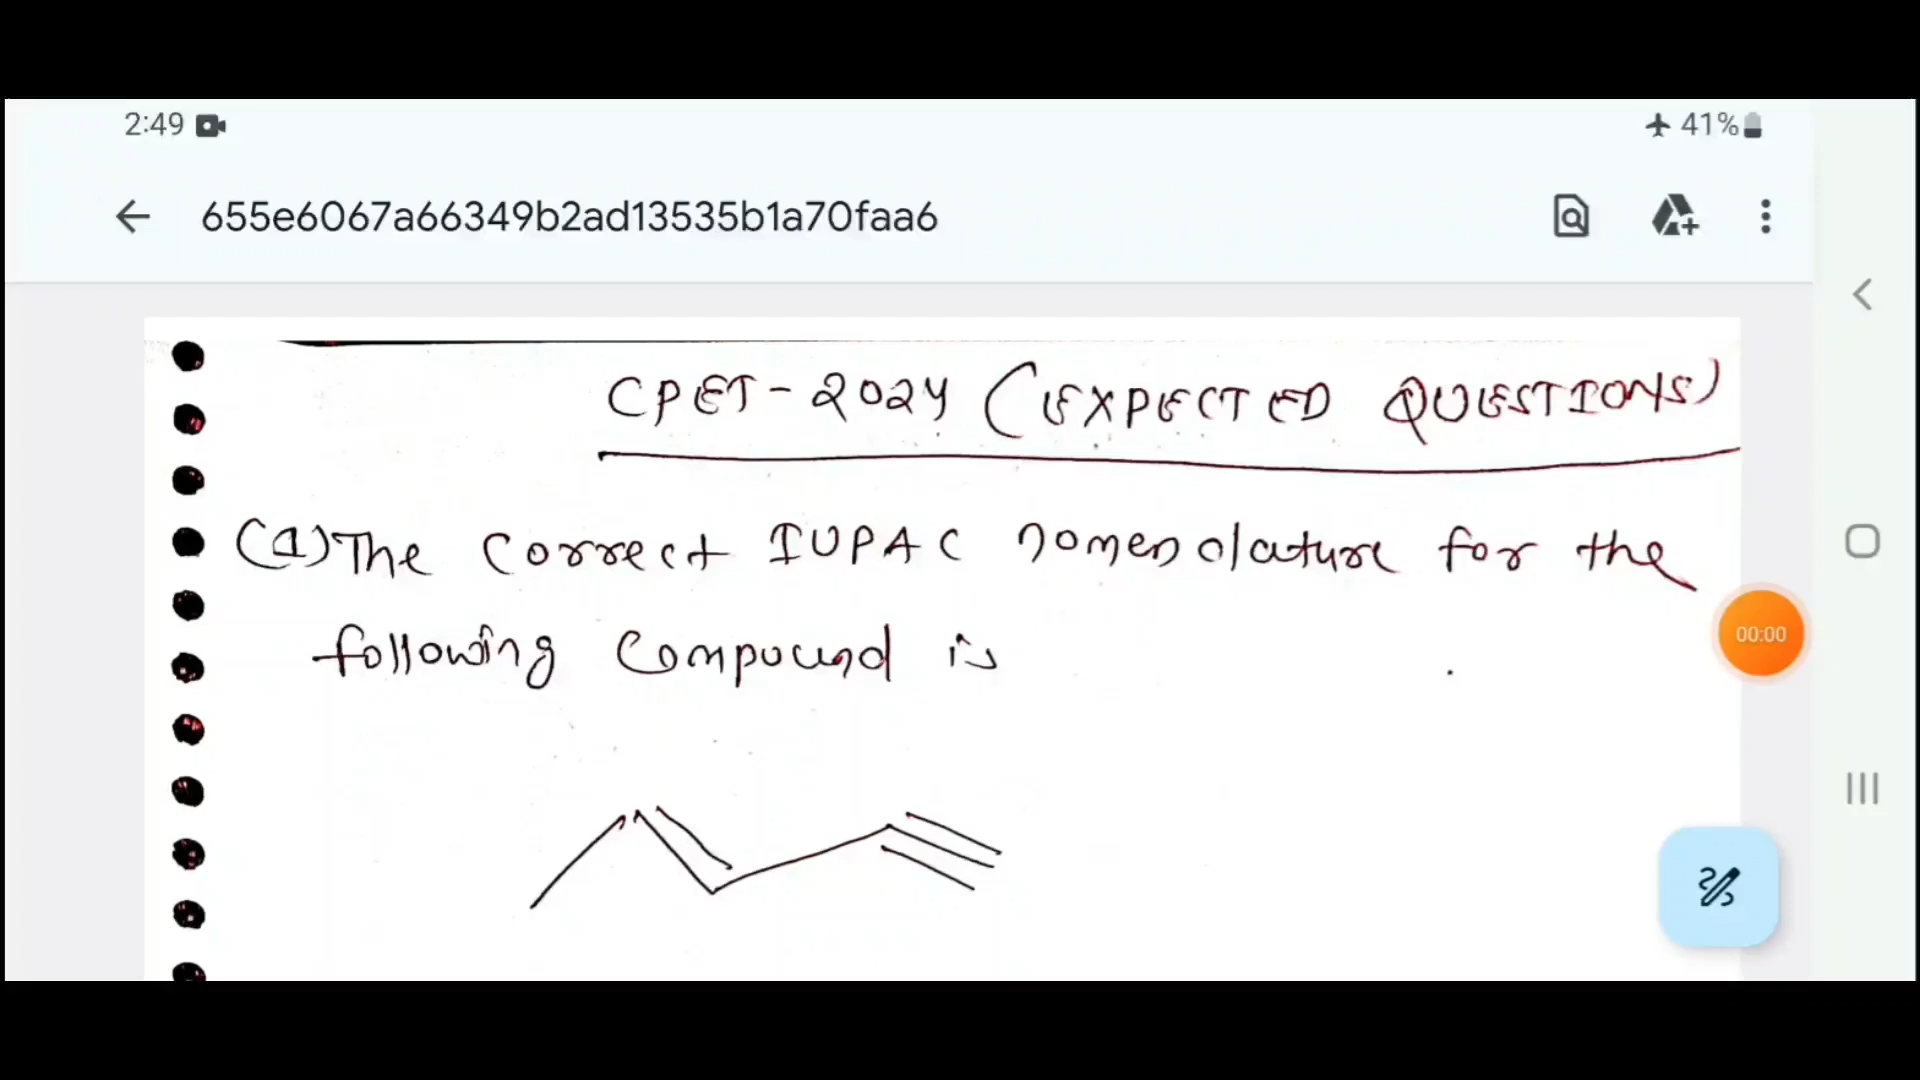 2:49
41%
655e6067a66349b2ad13535b1a70faa6
CPET-2024 (EXPECTED QUESTIONS)
(1) The Correct IUPAC nomenclature for the
following Compound is
00:00